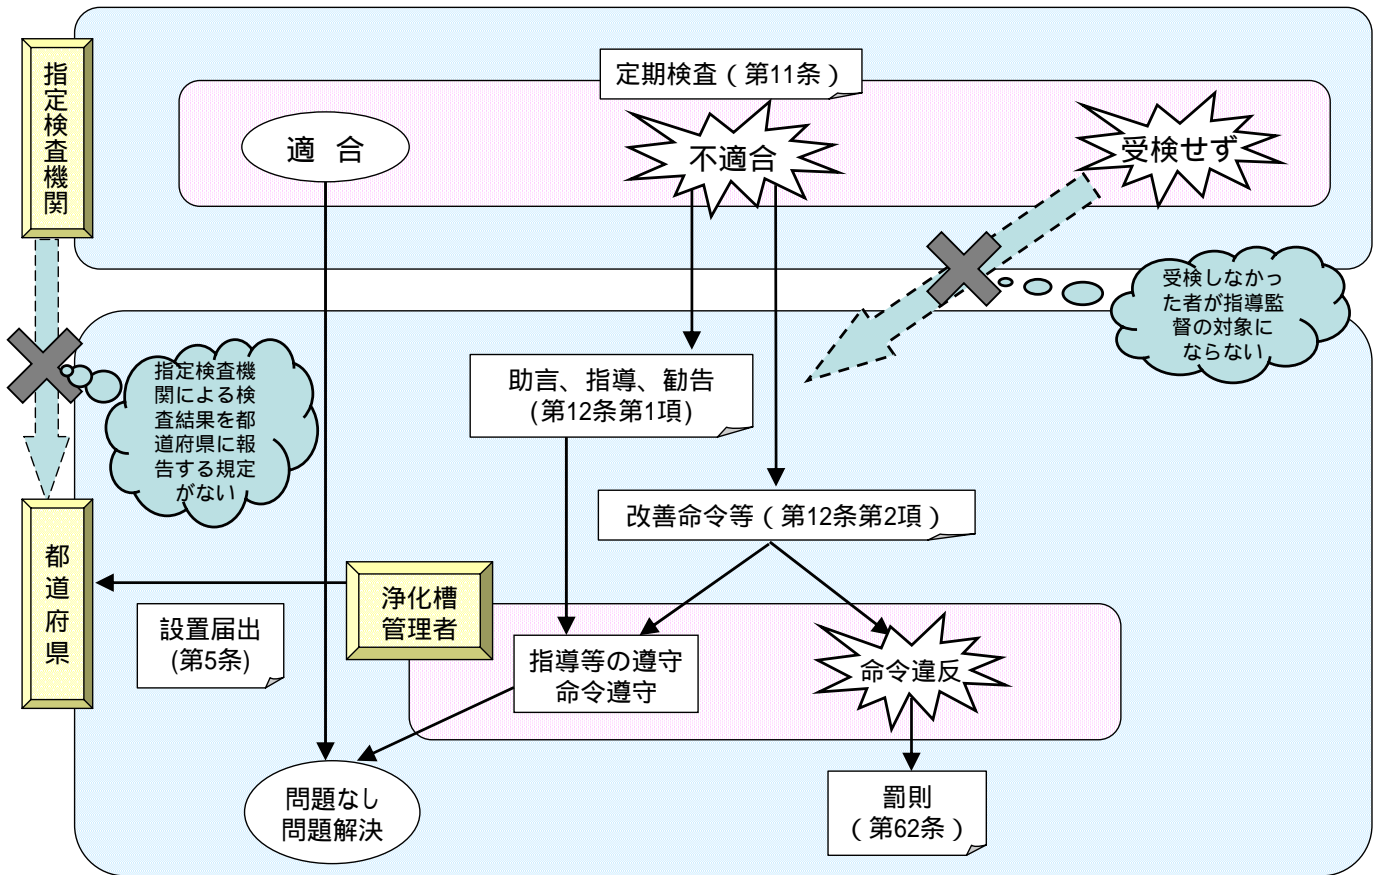 指定検査機関
定期検査（第11条）
適　合
不適合
受検せず
受検しなかっ
た者が指導監
督の対象に
ならない
指定検査機
関による検
査結果を都
道府県に報
告する規定
がない
助言、指導、勧告
(第12条第1項)
改善命令等（第12条第2項）
都道府県
浄化槽
管理者
設置届出
(第5条)
指導等の遵守
命令遵守
命令違反
問題なし
問題解決
罰則
（第62条）